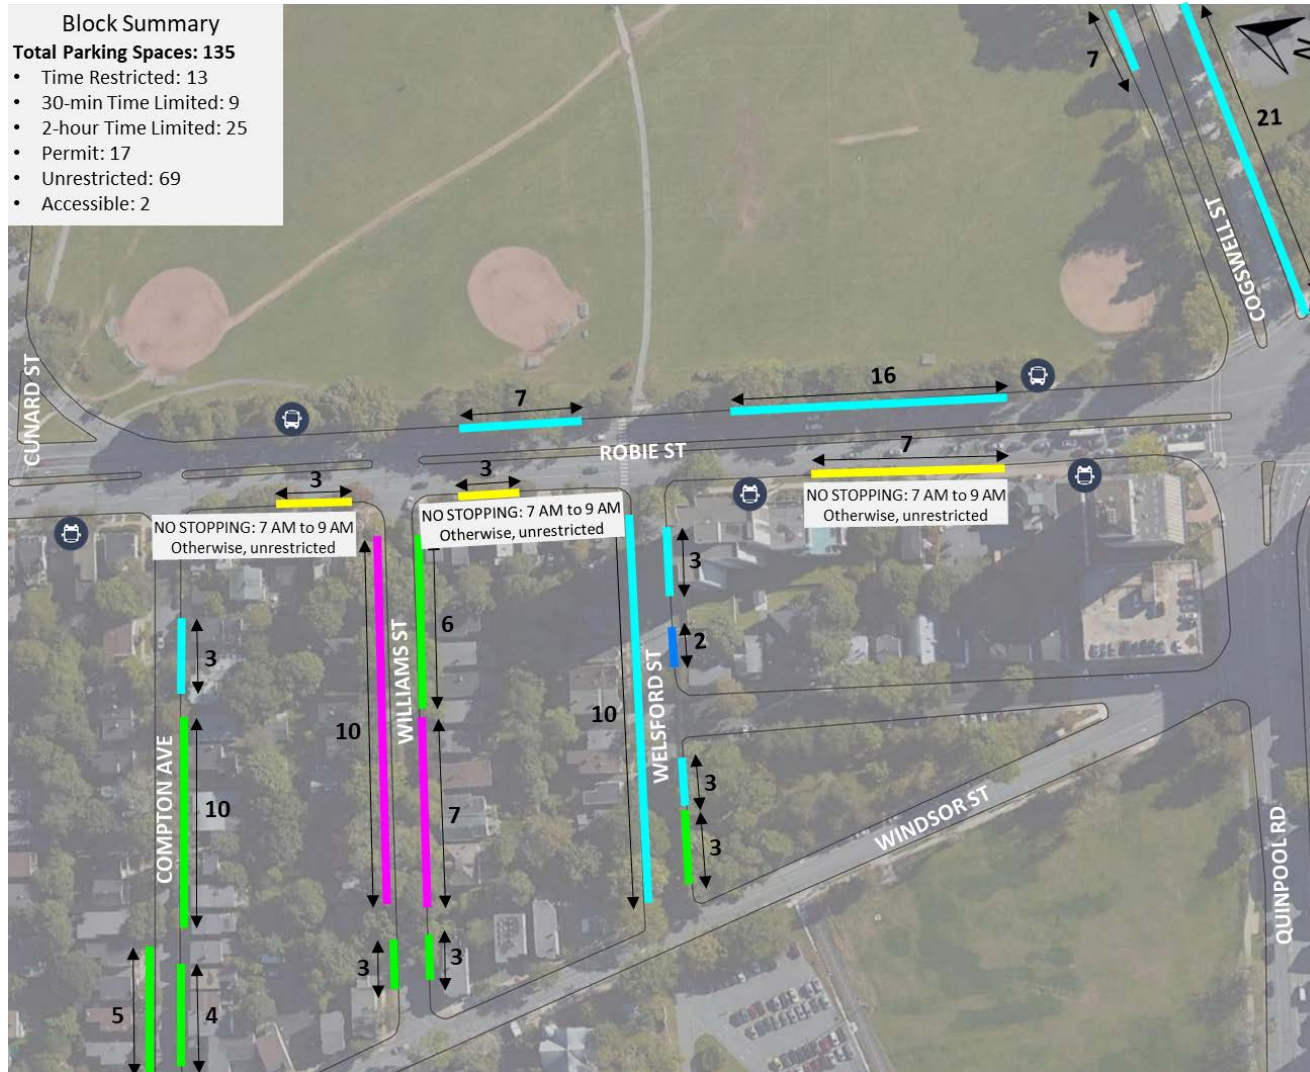 Block Summary
Total Parking Spaces: 135
• Time Restricted: 13
• 30-min Time Limited: 9
• 2-hour Time Limited: 25
• Permit: 17
• Unrestricted: 69
• Accessible: 2
7
21
N
COGSWELL ST
CUNARD ST
7
16
ROBIE ST
3
3
7
NO STOPPING: 7 AM to 9 AM
Otherwise, unrestricted
NO STOPPING: 7 AM to 9 AM
Otherwise, unrestricted
NO STOPPING: 7 AM to 9 AM
Otherwise, unrestricted
3
10
WILLIAMS ST
6
10
WELSFORD ST
3
2
COMPTON AVE
10
7
3
3
WINDSOR ST
QUINPOOL RD
5
4
3
3